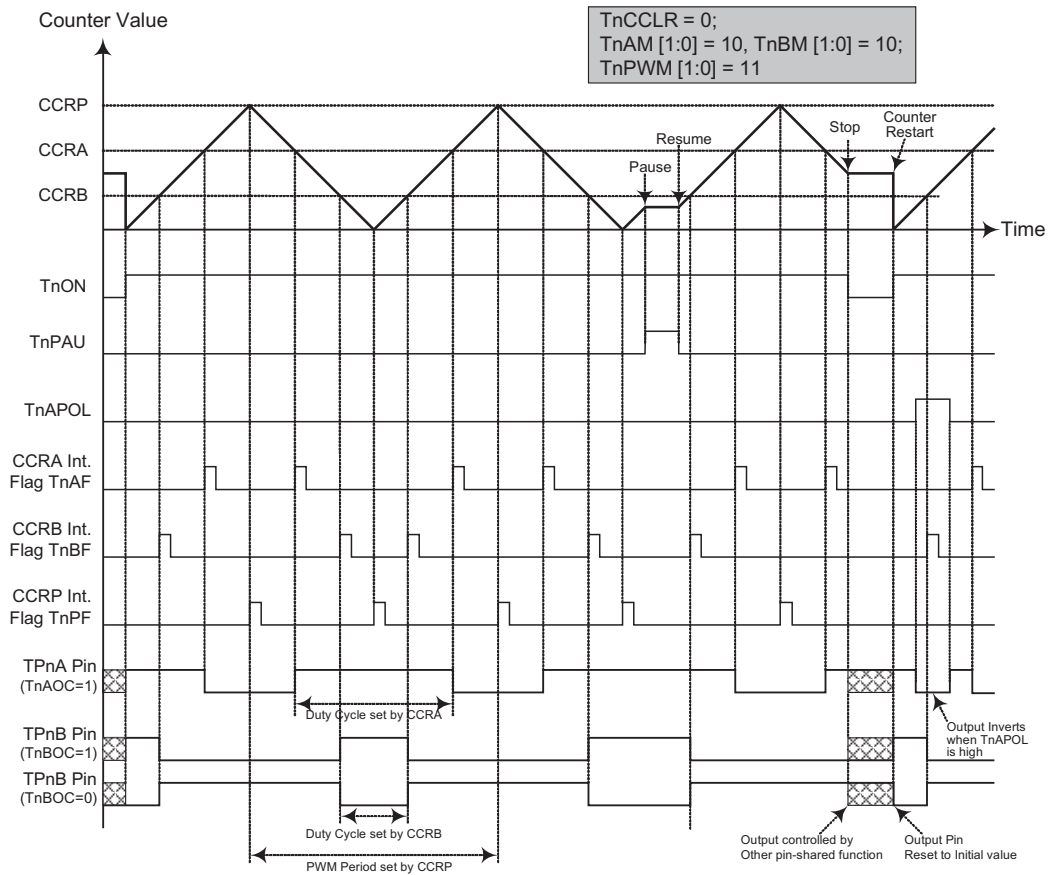 Counter Value
TnCCLR = 0;
TnAM [1:0] = 10, TnBM [1:0] = 10;
TnPWM [1:0] = 11
CCRP
CCRA
CCRB
Pause
Resume
Stop
Counter
Restart
Time
TnON
TnPAU
TnAPOL
CCRA Int.
Flag TnAF
CCRB Int.
Flag TnBF
CCRP Int.
Flag TnPF
TPnA Pin
(TnAOC=1)
Duty Cycle set by CCRA
Output Inverts
when TnAPOL
is high
TPnB Pin
(TnBOC=1)
TPnB Pin
(TnBOC=0)
Duty Cycle set by CCRB
PWM Period set by CCRP
Output controlled by
Other pin-shared function
Output Pin
Reset to Initial value